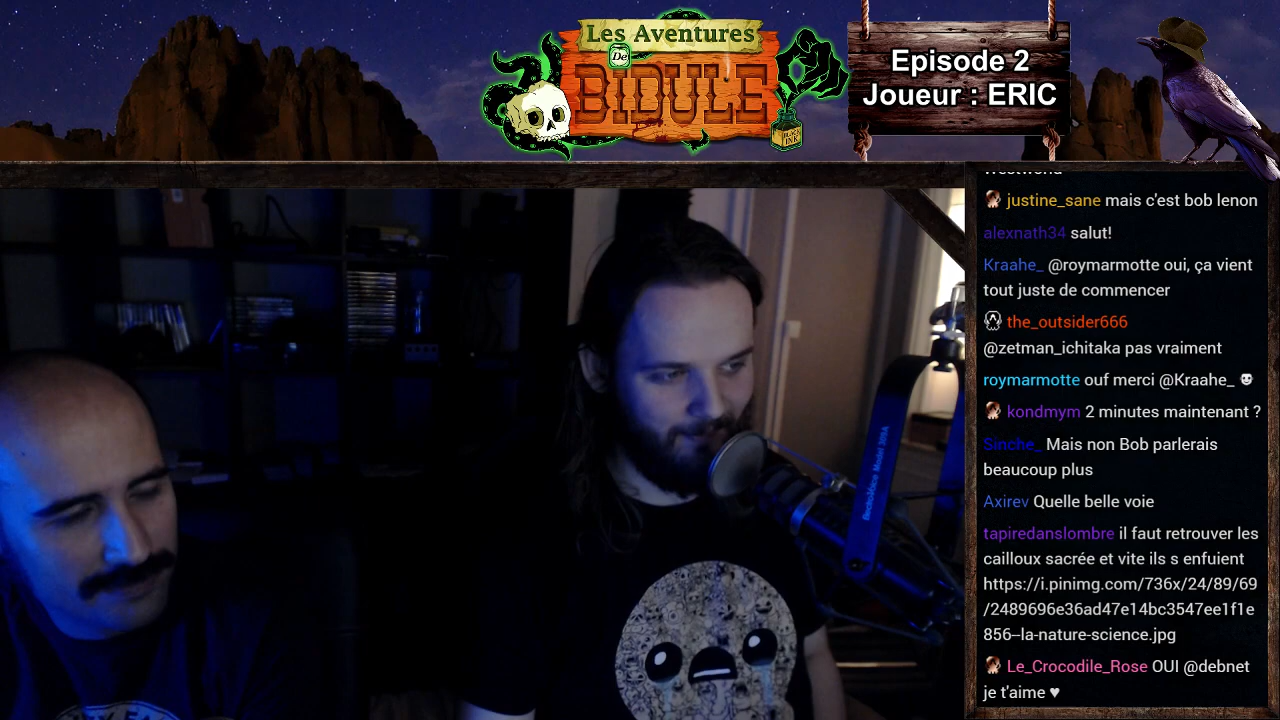 Les Aventures
De
BIDULE
BLACK INK
Episode 2
Joueur : ERIC
justine_sane mais c'est bob lenon
alexnath34 salut!
Kraahe_ @roymarmotte oui, ça vient
tout juste de commencer
the_outsider666
@zetman_ichitaka pas vraiment
roymarmotte ouf merci @Kraahe_
kondmym 2 minutes maintenant ?
Sinche_ Mais non Bob parlerais
beaucoup plus
Axirev Quelle belle voie
tapiredanslombre il faut retrouver les
cailloux sacrée et vite ils s enfuient
https://i.pinimg.com/736x/24/89/69
/2489696e36ad47e14bc3547ee1f1e
856--la-nature-science.jpg
Le_Crocodile_Rose OUI @debnet
je t'aime ♥